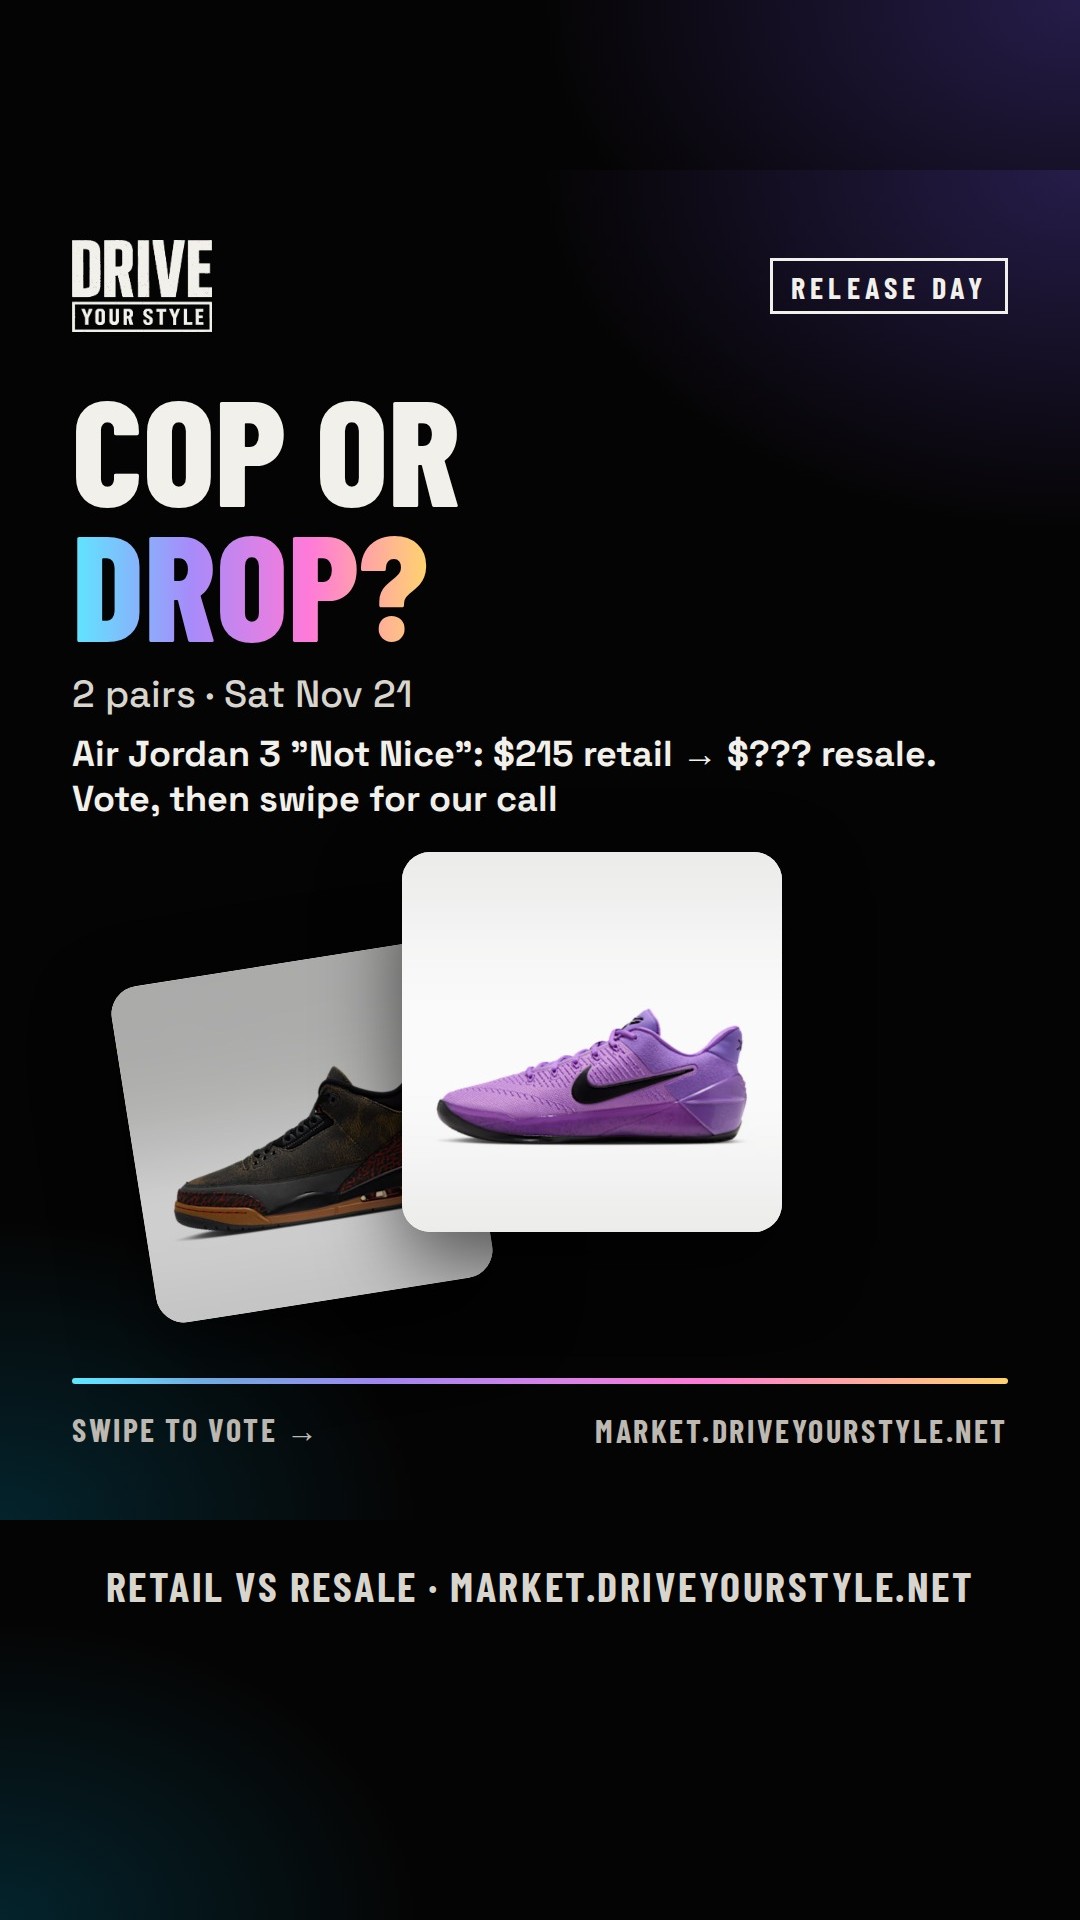 DRIVE
YOUR STYLE
RELEASE DAY
COP OR
DROP?
2 pairs · Sat Nov 21
Air Jordan 3 ”Not Nice”: $215 retail → $??? resale.
Vote, then swipe for our call
SWIPE TO VOTE →
MARKET.DRIVEYOURSTYLE.NET
RETAIL VS RESALE · MARKET.DRIVEYOURSTYLE.NET